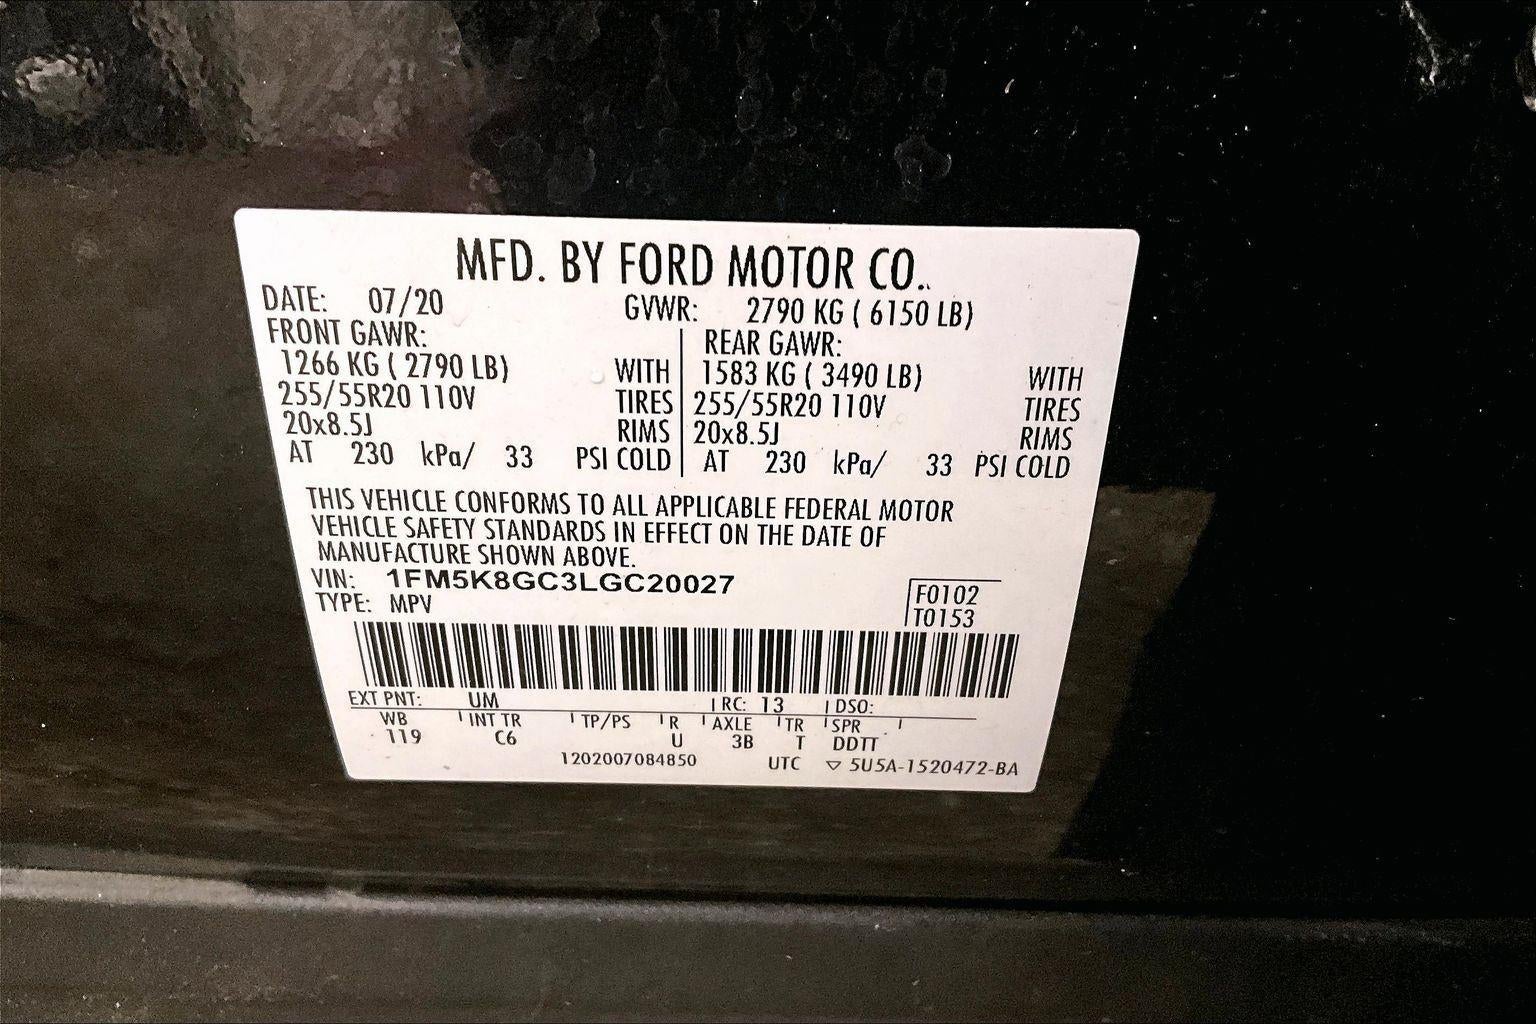 MFD. BY FORD MOTOR CO..
DATE: 07/20 GVWR: 2790 KG ( 6150 LB)
FRONT GAWR: REAR GAWR:
1266 KG ( 2790 LB) WITH 1583 KG ( 3490 LB) WITH
255/55R20 110V TIRES 255/55R20 110V TIRES
20x8.5J RIMS 20x8.5J RIMS
AT 230 kPa/ 33 PSI COLD AT 230 kPa/ 33 PSI COLD
THIS VEHICLE CONFORMS TO ALL APPLICABLE FEDERAL MOTOR
VEHICLE SAFETY STANDARDS IN EFFECT ON THE DATE OF
MANUFACTURE SHOWN ABOVE.
VIN: 1FM5K8GC3LGC20027 F0102
TYPE: MPV T0153
EXT PNT: UM RC: 13 DSO:
WB INT TR TP/PS R AXLE TR SPR
119 C6 U 3B T DDTT
1202007084850 UTC ▽ 5U5A-1520472-BA